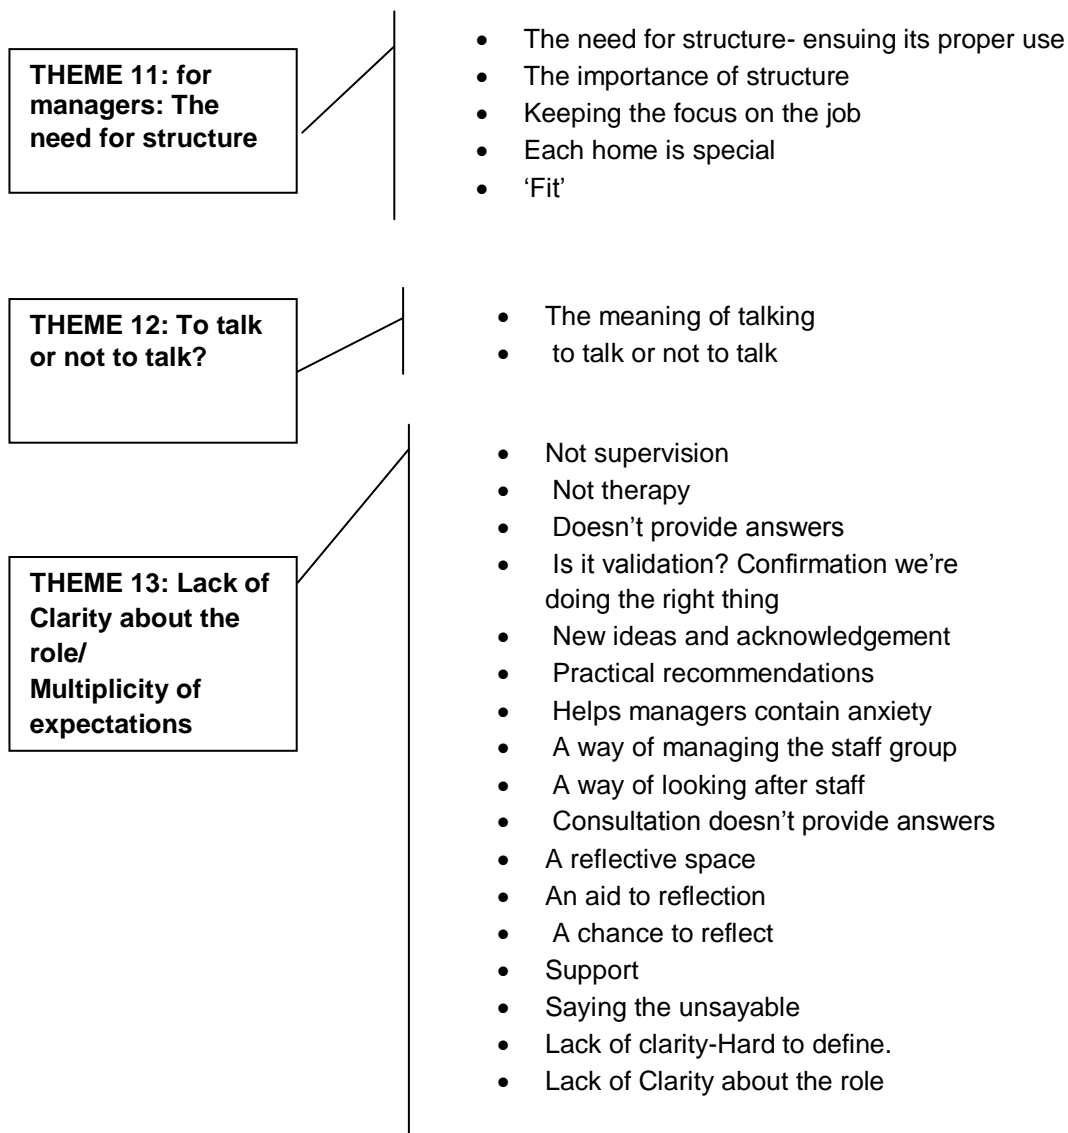 THEME 11: for
managers: The
need for structure
• The need for structure- ensuing its proper use
• The importance of structure
• Keeping the focus on the job
• Each home is special
• ‘Fit’
THEME 12: To talk
or not to talk?
• The meaning of talking
• to talk or not to talk
THEME 13: Lack of
Clarity about the
role/
Multiplicity of
expectations
• Not supervision
• Not therapy
• Doesn’t provide answers
• Is it validation? Confirmation we’re
doing the right thing
• New ideas and acknowledgement
• Practical recommendations
• Helps managers contain anxiety
• A way of managing the staff group
• A way of looking after staff
• Consultation doesn’t provide answers
• A reflective space
• An aid to reflection
• A chance to reflect
• Support
• Saying the unsayable
• Lack of clarity-Hard to define.
• Lack of Clarity about the role